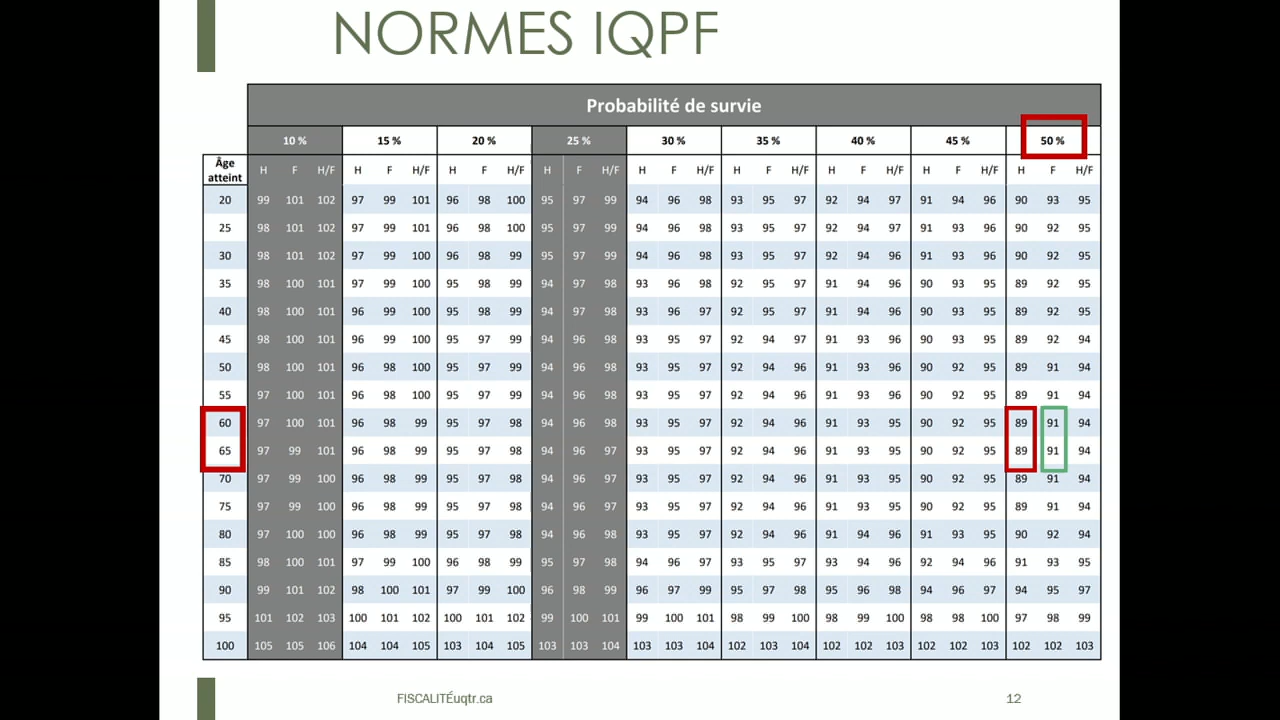 NORMES IQPF
Probabilité de survie
10 % 15 % 20 % 25 % 30 % 35 % 40 % 45 % 50 %
Âge atteint H F H/F H F H/F H F H/F H F H/F H F H/F H F H/F H F H/F H F H/F H F H/F
20 99 101 102 97 99 101 96 98 100 95 97 99 94 96 98 93 95 97 92 94 97 91 94 96 90 93 95
25 98 101 102 97 99 101 96 98 100 95 97 99 94 96 98 93 95 97 92 94 97 91 93 96 90 92 95
30 98 101 102 97 99 100 96 98 99 95 97 99 94 96 98 93 95 97 92 94 96 91 93 96 90 92 95
35 98 100 101 97 99 100 95 98 99 94 97 98 93 96 98 92 95 97 91 94 96 90 93 95 89 92 95
40 98 100 101 96 99 100 95 98 99 94 97 98 93 96 97 92 95 97 91 94 96 90 93 95 89 92 95
45 98 100 101 96 99 100 95 98 99 94 96 98 93 95 97 92 94 97 91 94 96 90 93 95 89 92 94
50 98 100 101 96 98 100 95 97 99 94 96 98 93 95 97 92 94 96 91 93 96 90 92 95 89 91 94
55 97 100 101 96 98 100 95 97 99 94 96 98 93 95 97 92 94 96 91 93 95 90 92 95 89 91 94
60 97 100 101 96 98 99 95 97 98 94 96 98 93 95 97 92 94 96 91 93 95 90 92 95 89 91 94
65 97 99 101 96 98 99 95 97 98 94 96 98 93 95 97 92 94 96 91 93 95 90 92 95 89 91 94
70 97 99 100 96 98 99 95 97 98 94 96 97 93 95 97 92 94 96 91 93 95 90 92 95 89 91 94
75 97 99 100 96 98 99 95 97 98 94 96 97 93 95 97 92 94 96 91 93 95 90 92 95 89 91 94
80 97 100 100 96 98 99 95 97 98 94 96 98 93 95 97 92 94 96 91 93 95 91 93 95 90 92 94
85 98 100 101 97 99 100 96 98 99 95 97 98 94 96 97 93 95 97 93 94 96 92 94 96 91 93 95
90 99 101 102 98 100 101 97 99 100 96 98 99 96 97 99 95 97 98 95 96 98 94 96 97 94 95 97
95 101 102 103 100 101 102 100 101 102 99 100 101 99 100 101 98 99 100 98 99 100 98 98 100 97 98 99
100 105 105 106 104 104 105 103 104 105 103 103 104 103 103 104 102 103 104 102 103 103 102 102 103 102 102 103
FISCALITÉuqtr.ca
12